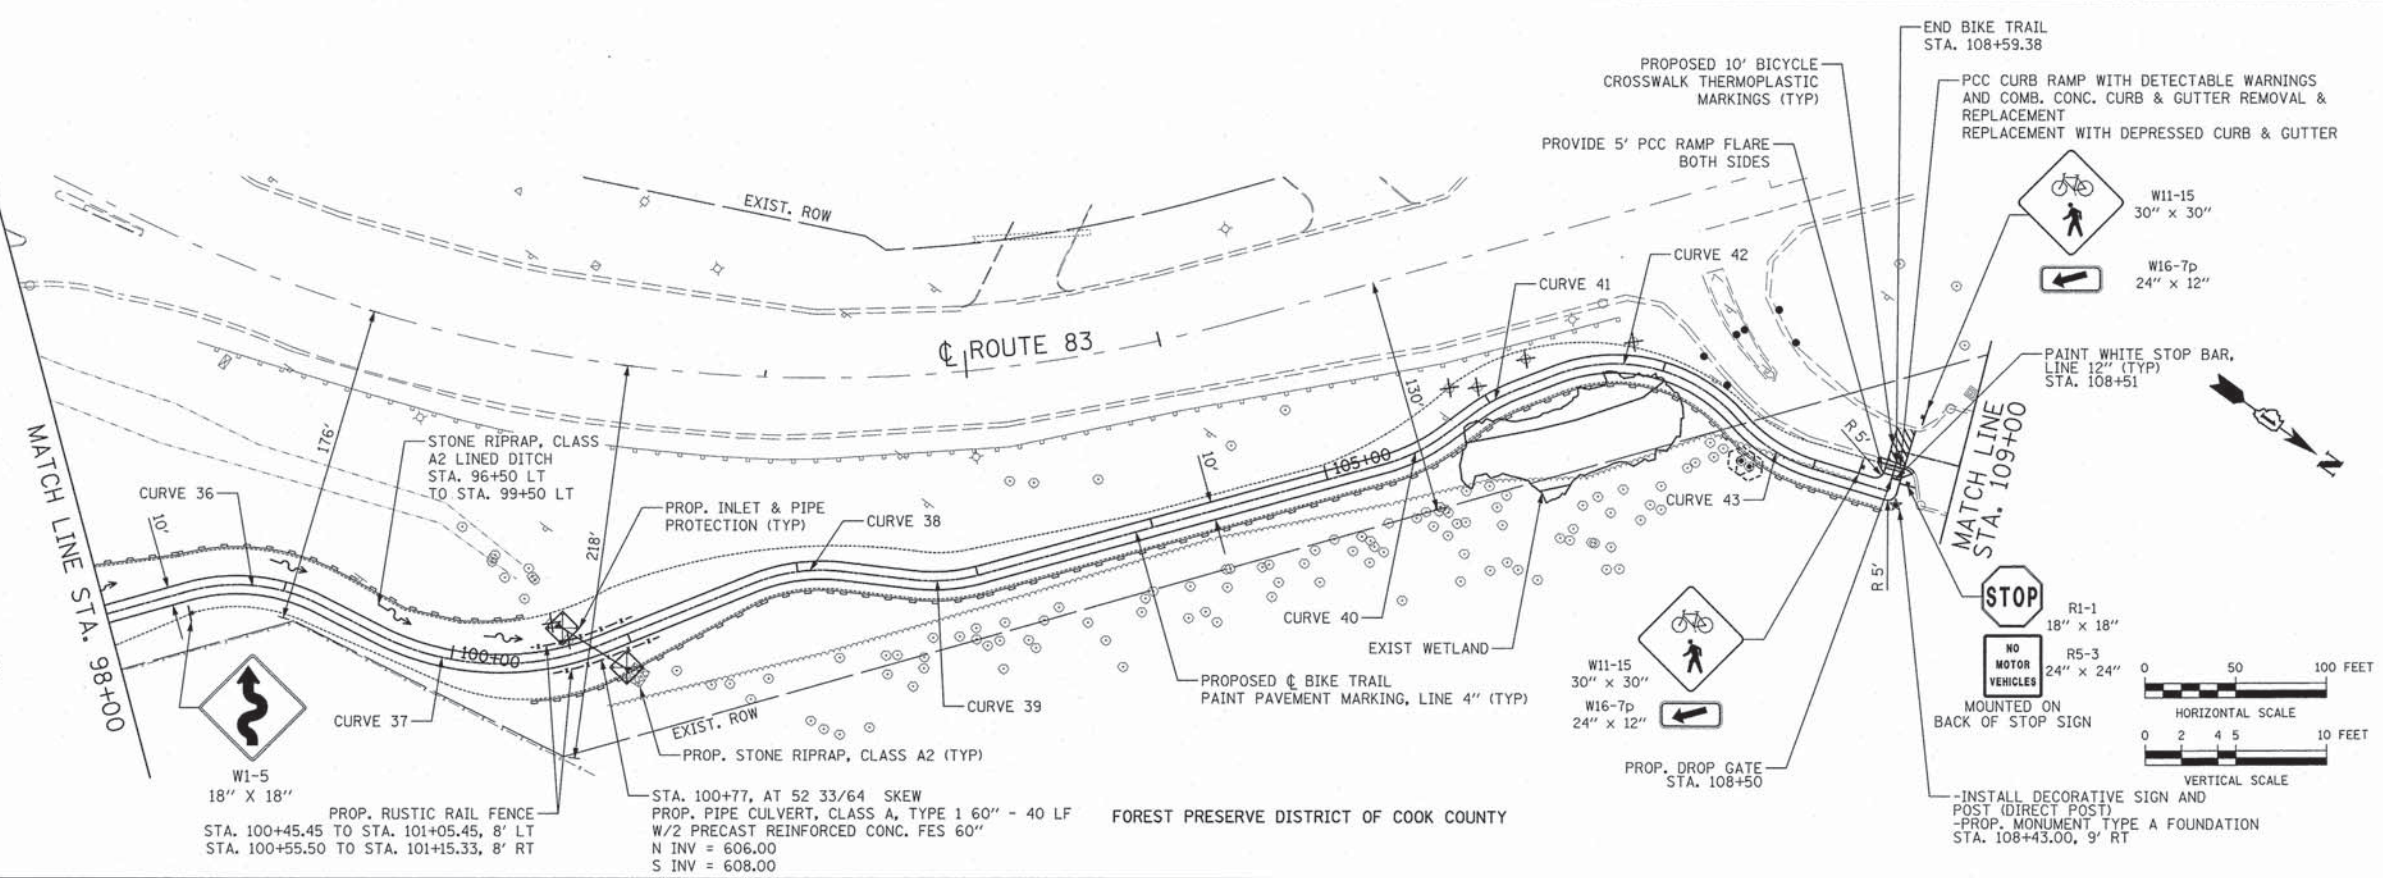 END BIKE TRAIL
STA. 108+59.38
PROPOSED 10' BICYCLE
CROSSWALK THERMOPLASTIC
MARKINGS (TYP)
PCC CURB RAMP WITH DETECTABLE WARNINGS
AND COMB. CONC. CURB & GUTTER REMOVAL &
REPLACEMENT
REPLACEMENT WITH DEPRESSED CURB & GUTTER
PROVIDE 5' PCC RAMP FLARE
BOTH SIDES
W11-15
30" x 30"
W16-7p
24" x 12"
EXIST. ROW
CURVE 42
CURVE 41
℄ ROUTE 83
130'
176'
218'
PAINT WHITE STOP BAR,
LINE 12" (TYP)
STA. 108+51
N
MATCH LINE STA. 98+00
MATCH LINE
STA. 109+00
STONE RIPRAP, CLASS
A2 LINED DITCH
STA. 96+50 LT
TO STA. 99+50 LT
CURVE 36
10'
PROP. INLET & PIPE
PROTECTION (TYP)
CURVE 38
10'
105+00
R 5'
CURVE 43
R 5'
100+00
CURVE 40
EXIST WETLAND
STOP
R1-1
18" x 18"
NO
MOTOR
VEHICLES
R5-3
24" x 24"
MOUNTED ON
BACK OF STOP SIGN
0 50 100 FEET
HORIZONTAL SCALE
0 2 4 5 10 FEET
VERTICAL SCALE
W11-15
30" x 30"
W16-7p
24" x 12"
PROPOSED ℄ BIKE TRAIL
PAINT PAVEMENT MARKING, LINE 4" (TYP)
CURVE 39
CURVE 37
EXIST. ROW
PROP. STONE RIPRAP, CLASS A2 (TYP)
W1-5
18" X 18"
PROP. RUSTIC RAIL FENCE
STA. 100+45.45 TO STA. 101+05.45, 8' LT
STA. 100+55.50 TO STA. 101+15.33, 8' RT
STA. 100+77, AT 52 33/64 SKEW
PROP. PIPE CULVERT, CLASS A, TYPE 1 60" - 40 LF
W/2 PRECAST REINFORCED CONC. FES 60"
N INV = 606.00
S INV = 608.00
FOREST PRESERVE DISTRICT OF COOK COUNTY
PROP. DROP GATE
STA. 108+50
-INSTALL DECORATIVE SIGN AND
POST (DIRECT POST)
-PROP. MONUMENT TYPE A FOUNDATION
STA. 108+43.00, 9' RT